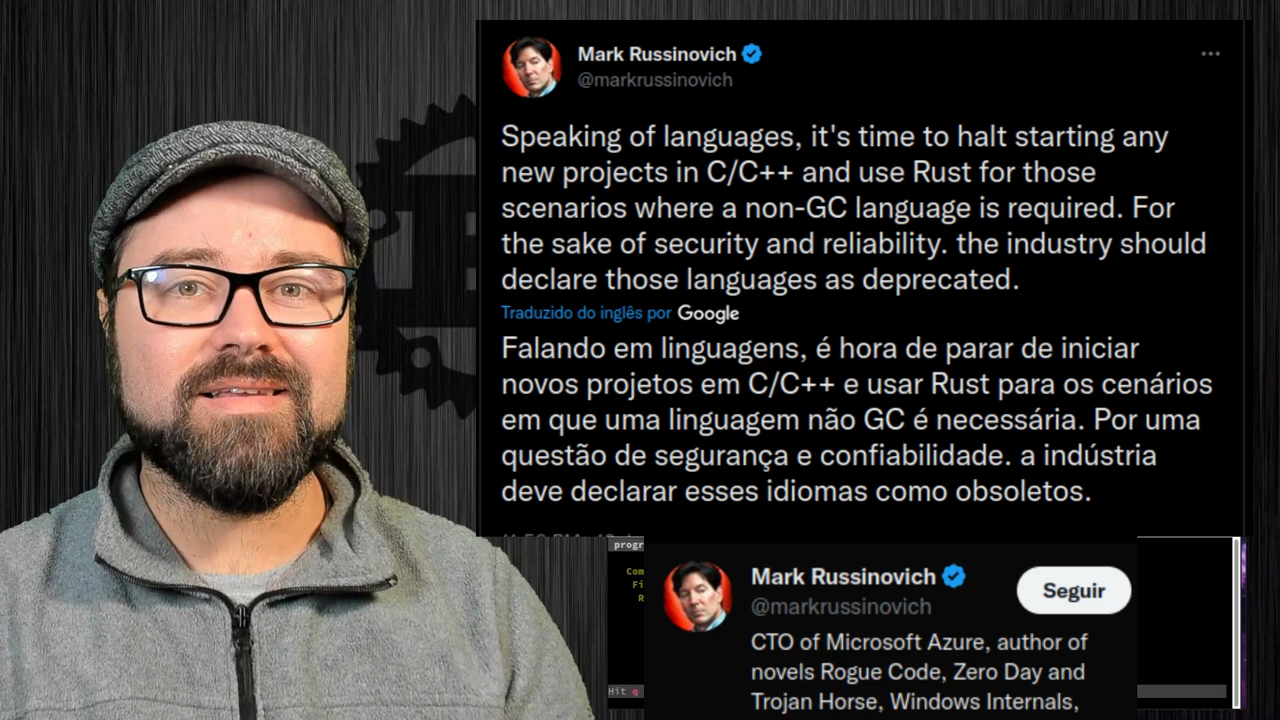 Mark Russinovich
@markrussinovich
Speaking of languages, it's time to halt starting any
new projects in C/C++ and use Rust for those
scenarios where a non-GC language is required. For
the sake of security and reliability. the industry should
declare those languages as deprecated.
Traduzido do inglês por Google
Falando em linguagens, é hora de parar de iniciar
novos projetos em C/C++ e usar Rust para os cenários
em que uma linguagem não GC é necessária. Por uma
questão de segurança e confiabilidade. a indústria
deve declarar esses idiomas como obsoletos.
progr
Com
Fi
R
Hit q
Mark Russinovich
@markrussinovich
Seguir
CTO of Microsoft Azure, author of
novels Rogue Code, Zero Day and
Trojan Horse, Windows Internals,